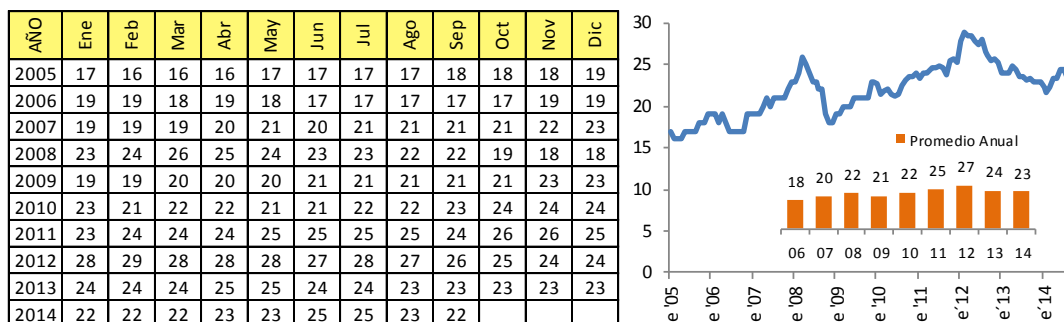 AÑO Ene Feb Mar Abr May Jun Jul Ago Sep Oct Nov Dic
2005 17 16 16 16 17 17 17 17 18 18 18 19
2006 19 19 18 19 18 17 17 17 17 17 19 19
2007 19 19 19 20 21 20 21 21 21 21 22 23
2008 23 24 26 25 24 23 23 22 22 19 18 18
2009 19 19 20 20 20 21 21 21 21 21 23 23
2010 23 21 22 22 21 21 22 22 23 24 24 24
2011 23 24 24 24 25 25 25 25 24 26 26 25
2012 28 29 28 28 28 27 28 27 26 25 24 24
2013 24 24 24 25 25 24 24 23 23 23 23 23
2014 22 22 22 23 23 25 25 23 22
30
25
20
15
10
5
0
Promedio Anual
18 20 22 21 22 25 27 24 23
06 07 08 09 10 11 12 13 14
e'05 e'06 e'07 e'08 e'09 e'10 e'11 e'12 e'13 e'14